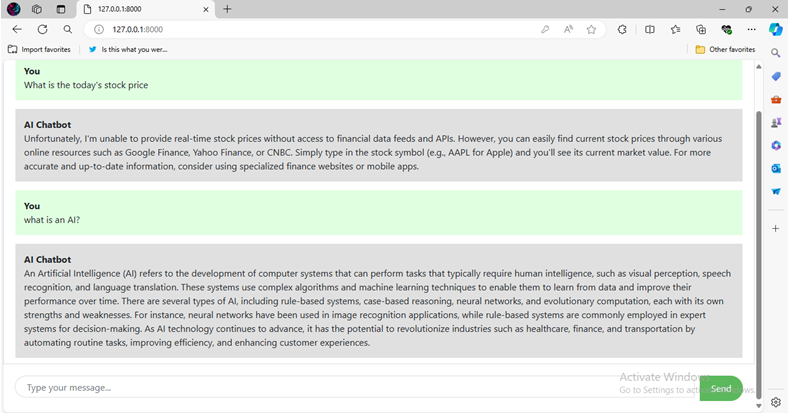 127.0.0.1:8000
127.0.0.1:8000
Import favorites
Is this what you wer...
Other favorites
You
What is the today's stock price
AI Chatbot
Unfortunately, I'm unable to provide real-time stock prices without access to financial data feeds and APIs. However, you can easily find current stock prices through various
online resources such as Google Finance, Yahoo Finance, or CNBC. Simply type in the stock symbol (e.g., AAPL for Apple) and you'll see its current market value. For more
accurate and up-to-date information, consider using specialized finance websites or mobile apps.
You
what is an AI?
AI Chatbot
An Artificial Intelligence (AI) refers to the development of computer systems that can perform tasks that typically require human intelligence, such as visual perception, speech
recognition, and language translation. These systems use complex algorithms and machine learning techniques to enable them to learn from data and improve their
performance over time. There are several types of AI, including rule-based systems, case-based reasoning, neural networks, and evolutionary computation, each with its own
strengths and weaknesses. For instance, neural networks have been used in image recognition applications, while rule-based systems are commonly employed in expert
systems for decision-making. As AI technology continues to advance, it has the potential to revolutionize industries such as healthcare, finance, and transportation by
automating routine tasks, improving efficiency, and enhancing customer experiences.
Activate Windows
Type your message...
Send
Go to Settings to